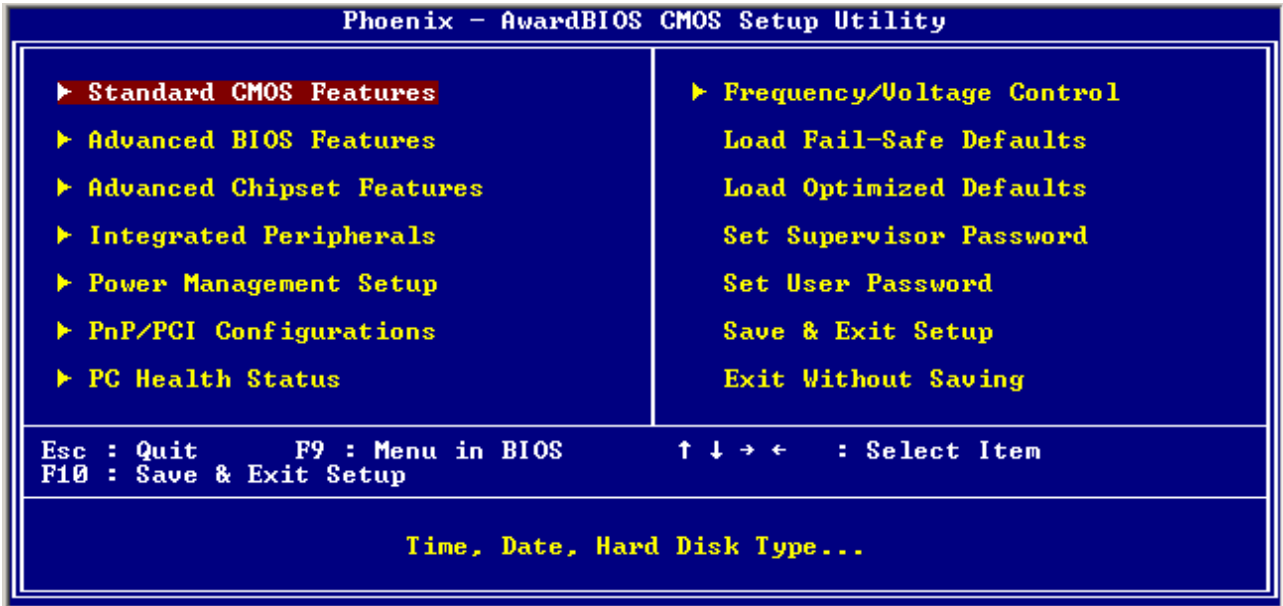 Phoenix - AwardBIOS CMOS Setup Utility
▶ Standard CMOS Features
▶ Advanced BIOS Features
▶ Advanced Chipset Features
▶ Integrated Peripherals
▶ Power Management Setup
▶ PnP/PCI Configurations
▶ PC Health Status
▶ Frequency/Voltage Control
Load Fail-Safe Defaults
Load Optimized Defaults
Set Supervisor Password
Set User Password
Save & Exit Setup
Exit Without Saving
Esc : Quit F9 : Menu in BIOS ↑ ↓ → ← : Select Item
F10 : Save & Exit Setup
Time, Date, Hard Disk Type...